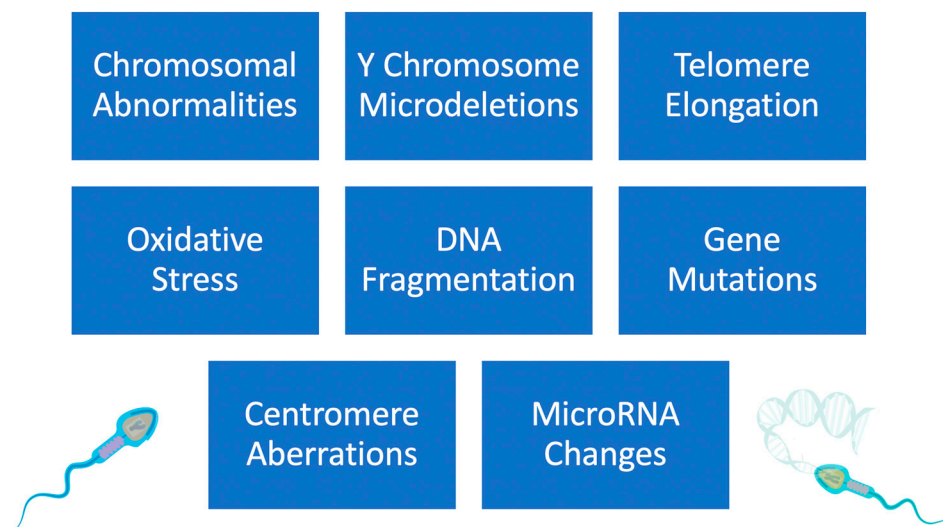 Chromosomal
Abnormalities
Y Chromosome
Microdeletions
Telomere
Elongation
Oxidative
Stress
DNA
Fragmentation
Gene
Mutations
Centromere
Aberrations
MicroRNA
Changes